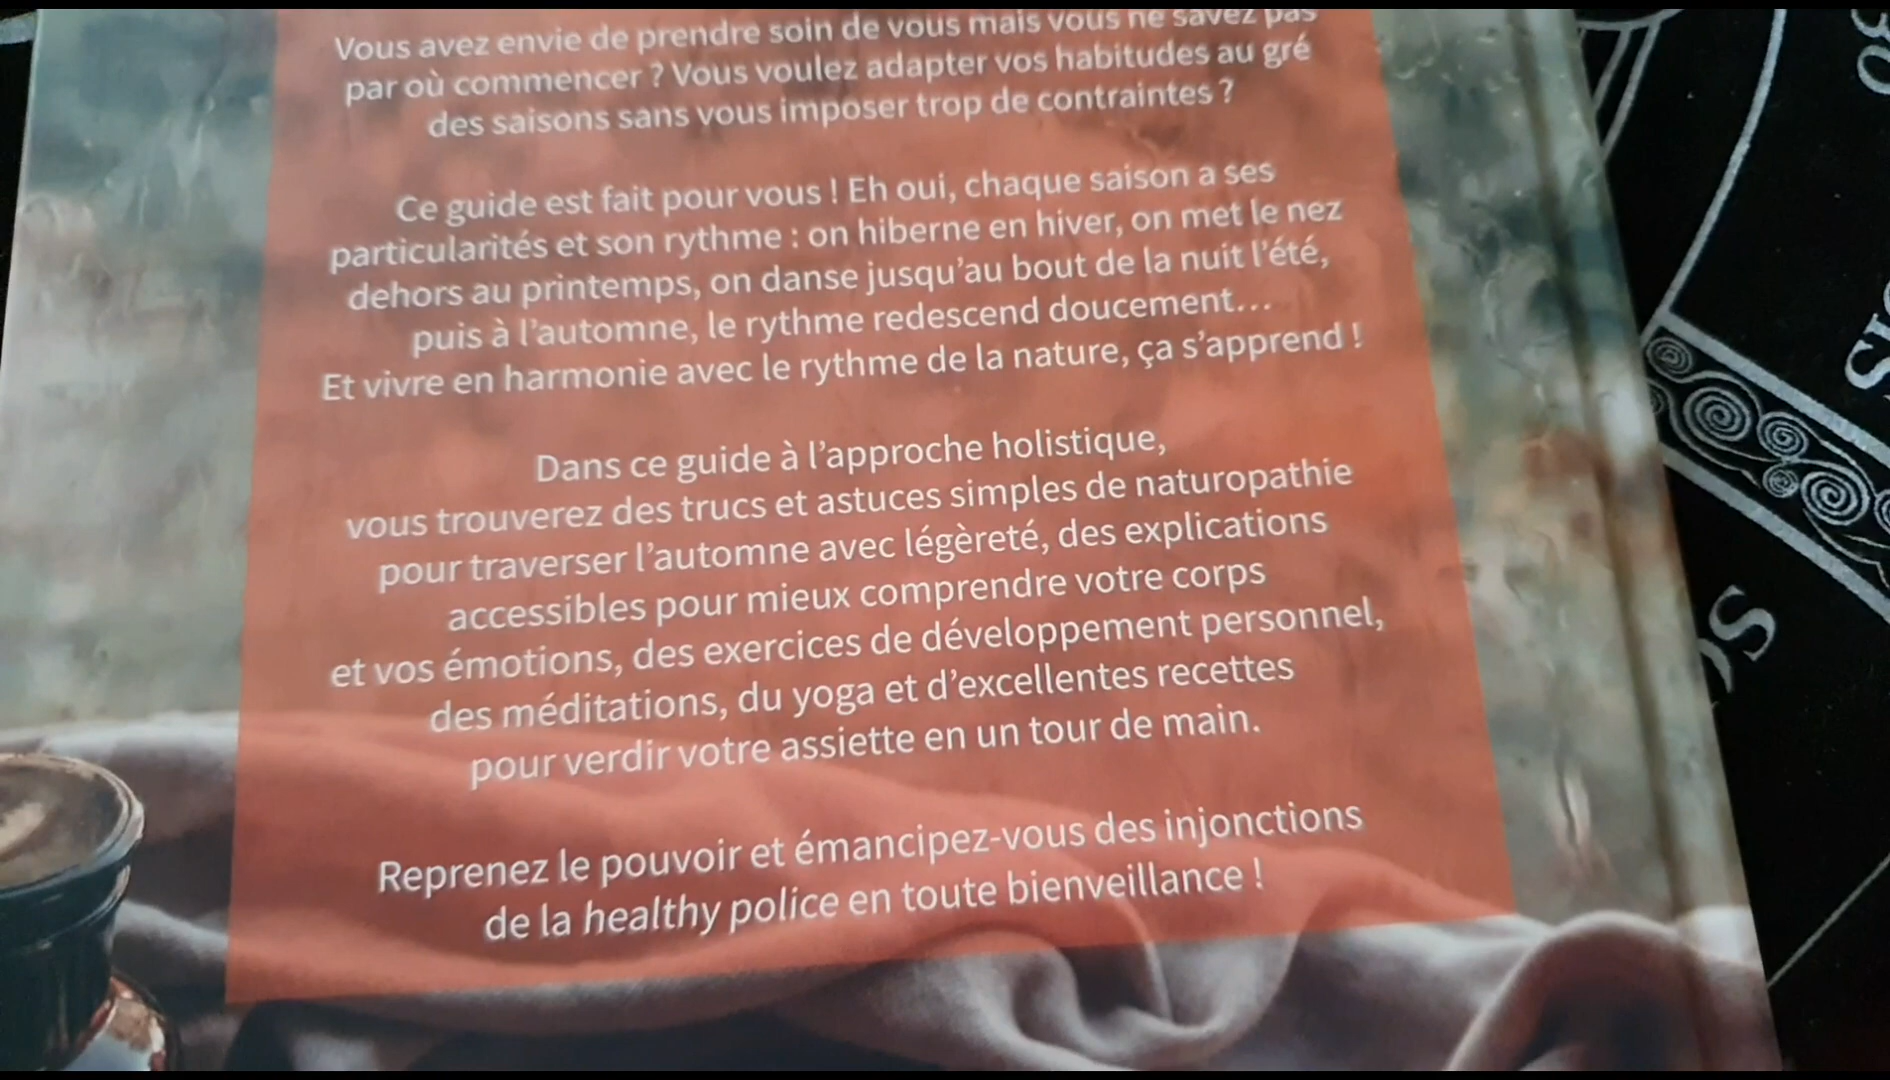 Vous avez envie de prendre soin de vous mais vous ne savez pas
par où commencer ? Vous voulez adapter vos habitudes au gré
des saisons sans vous imposer trop de contraintes ?
Ce guide est fait pour vous ! Eh oui, chaque saison a ses
particularités et son rythme : on hiberne en hiver, on met le nez
dehors au printemps, on danse jusqu'au bout de la nuit l'été,
puis à l'automne, le rythme redescend doucement...
Et vivre en harmonie avec le rythme de la nature, ça s'apprend !
Dans ce guide à l'approche holistique,
vous trouverez des trucs et astuces simples de naturopathie
pour traverser l'automne avec légèreté, des explications
accessibles pour mieux comprendre votre corps
et vos émotions, des exercices de développement personnel,
des méditations, du yoga et d'excellentes recettes
pour verdir votre assiette en un tour de main.
Reprenez le pouvoir et émancipez-vous des injonctions
de la healthy police en toute bienveillance !